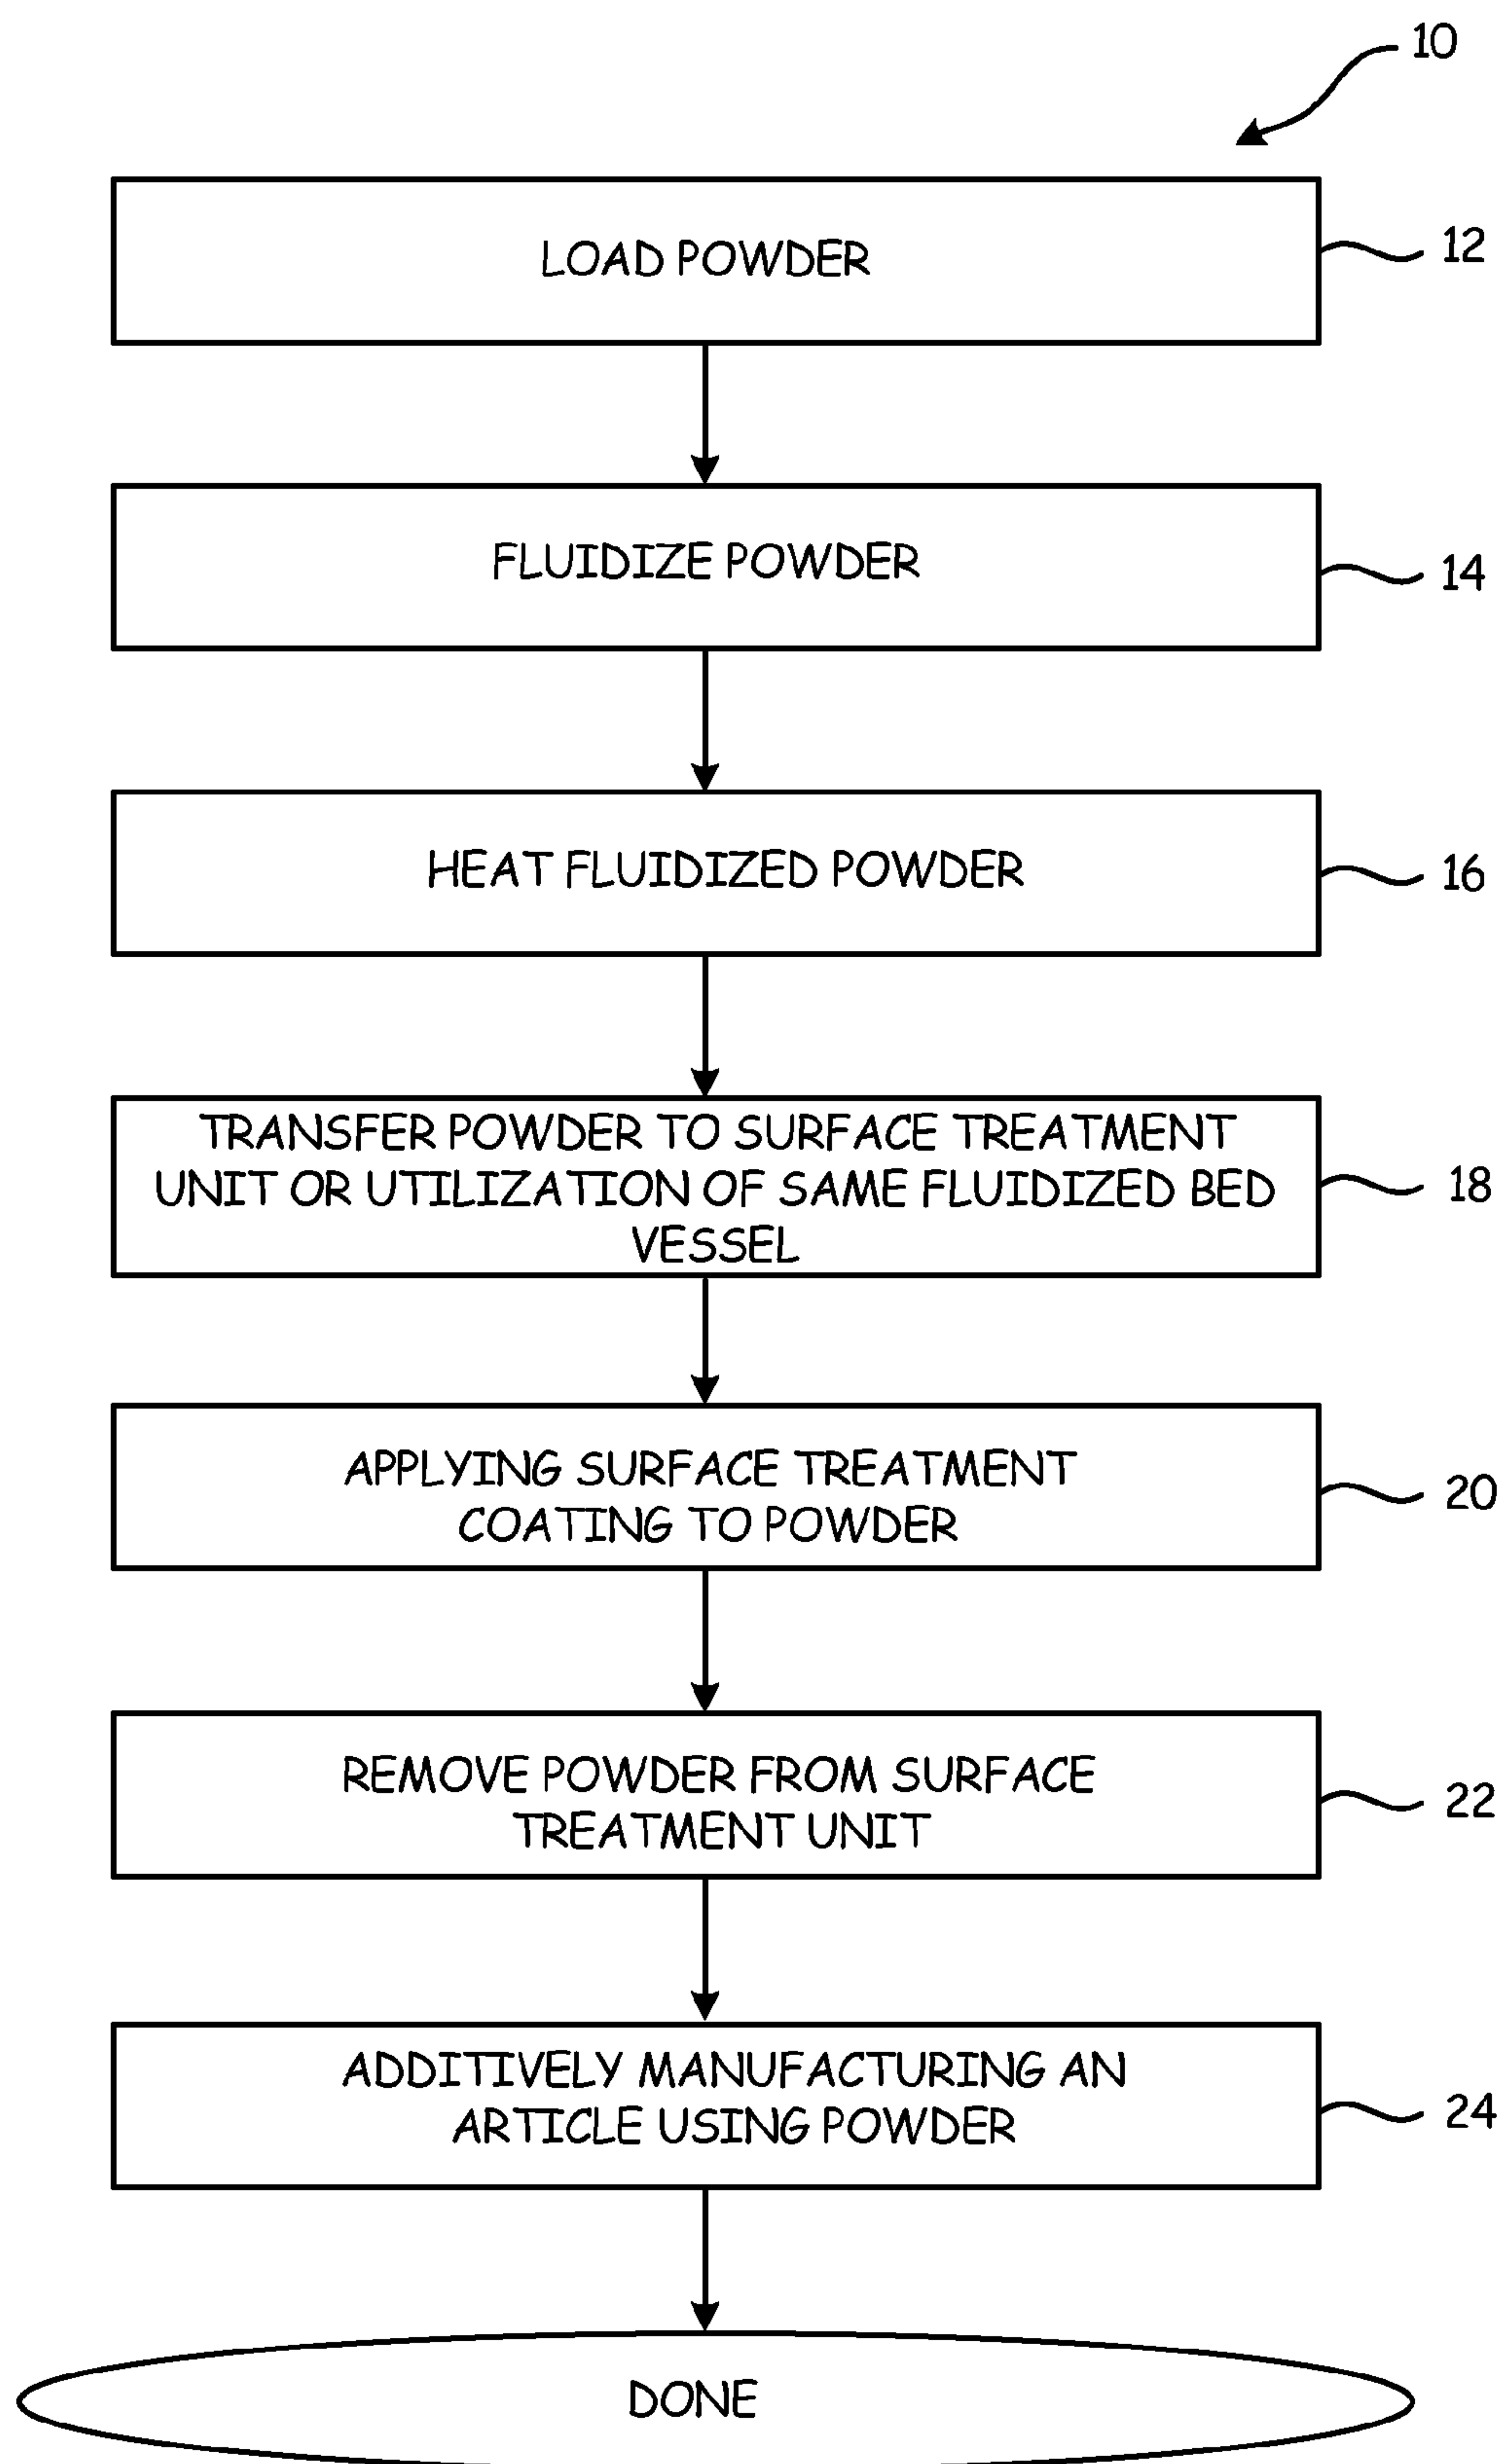 10
LOAD POWDER
12
FLUIDIZE POWDER
14
HEAT FLUIDIZED POWDER
16
TRANSFER POWDER TO SURFACE TREATMENT
UNIT OR UTILIZATION OF SAME FLUIDIZED BED
VESSEL
18
APPLYING SURFACE TREATMENT
COATING TO POWDER
20
REMOVE POWDER FROM SURFACE
TREATMENT UNIT
22
ADDITIVELY MANUFACTURING AN
ARTICLE USING POWDER
24
DONE